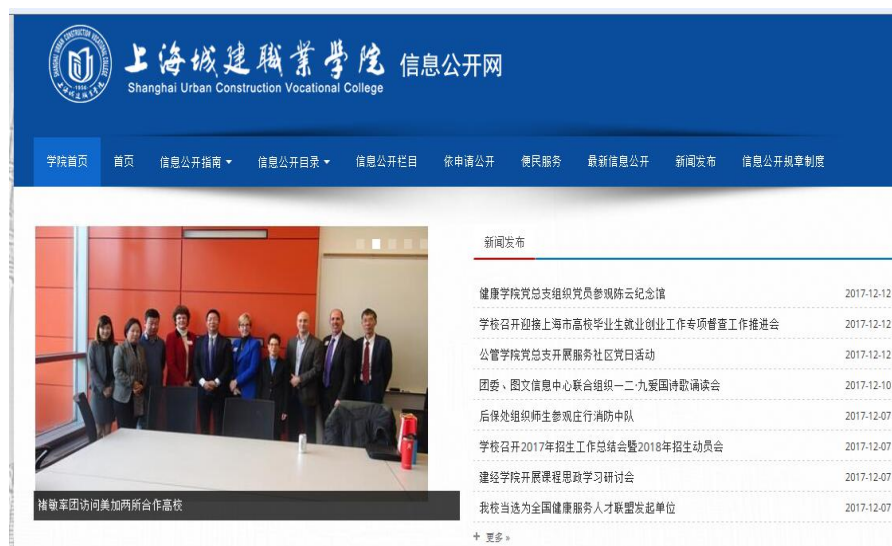 上海城建職業學院 信息公开网
Shanghai Urban Construction Vocational College
学院首页 首页 信息公开指南 信息公开目录 信息公开栏目 依申请公开 便民服务 最新信息公开 新闻发布 信息公开规章制度
新闻发布
健康学院党总支组织党员参观陈云纪念馆 2017-12-12
学校召开迎接上海市高校毕业生就业创业工作专项督查工作推进会 2017-12-12
公管学院党总支开展服务社区党日活动 2017-12-12
团委、图文信息中心联合组织一二·九爱国诗歌诵读会 2017-12-10
后保处组织师生参观庄行消防中队 2017-12-07
学校召开2017年招生工作总结会暨2018年招生动员会 2017-12-07
建经学院开展课程思政学习研讨会 2017-12-07
我校当选为全国健康服务人才联盟发起单位 2017-12-07
褚敏率团访问美加两所合作高校
+ 更多»